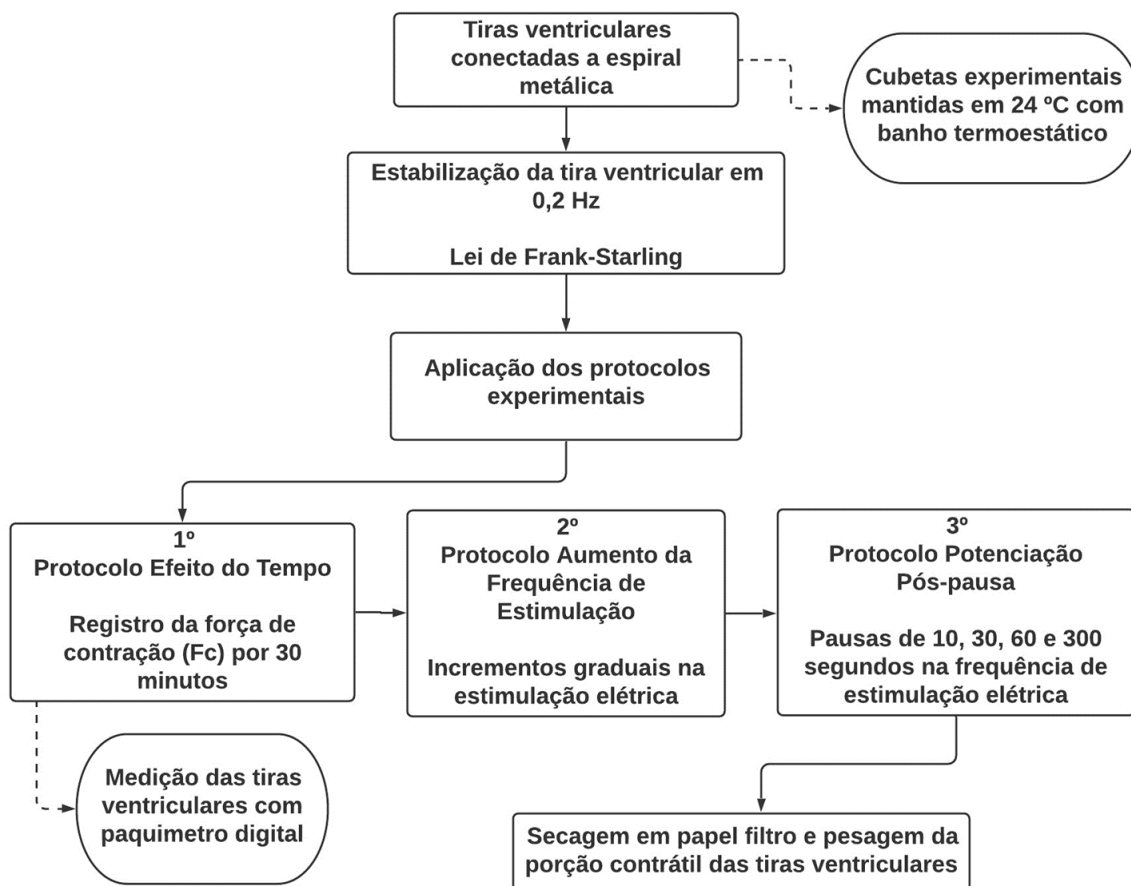 Tiras ventriculares
conectadas a espiral
metálica
Cubetas experimentais
mantidas em 24 ºC com
banho termoestático
Estabilização da tira ventricular em
0,2 Hz
Lei de Frank-Starling
Aplicação dos protocolos
experimentais
1º
Protocolo Efeito do Tempo
Registro da força de
contração (Fc) por 30
minutos
2º
Protocolo Aumento da
Frequência de
Estimulação
Incrementos graduais na
estimulação elétrica
3º
Protocolo Potenciação
Pós-pausa
Pausas de 10, 30, 60 e 300
segundos na frequência de
estimulação elétrica
Medição das tiras
ventriculares com
paquimetro digital
Secagem em papel filtro e pesagem da
porção contrátil das tiras ventriculares